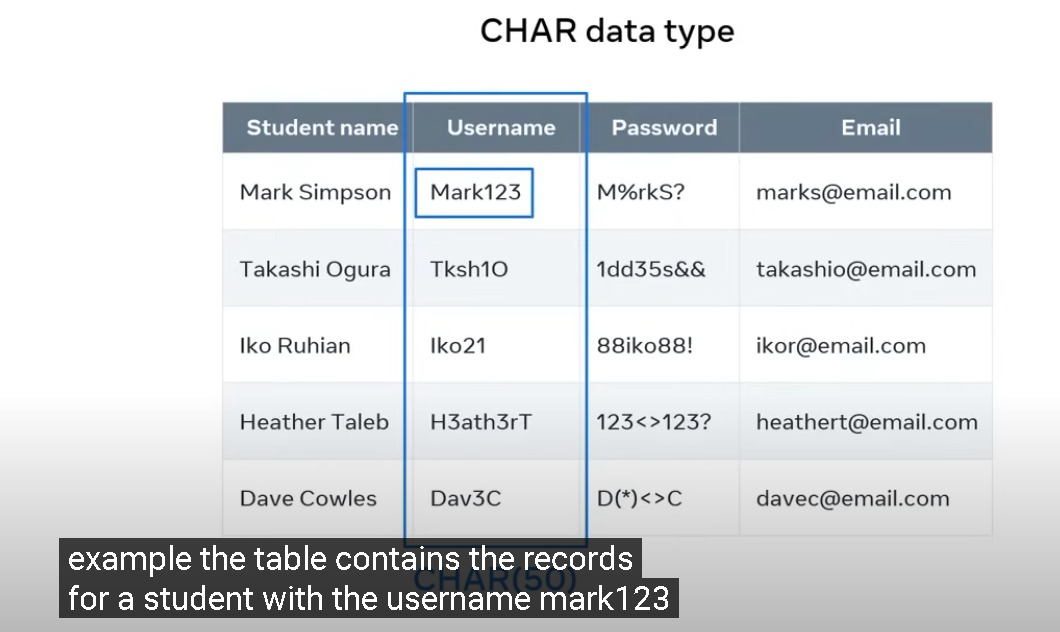 CHAR data type
Student name Username Password Email
Mark Simpson Mark123 M%rkS? marks@email.com
Takashi Ogura Tksh1O 1dd35s&& takashio@email.com
Iko Ruhian Iko21 88iko88! ikor@email.com
Heather Taleb H3ath3rT 123<>123? heathert@email.com
Dave Cowles Dav3C D(*)<>C davec@email.com
CHAR(50)
example the table contains the records
for a student with the username mark123